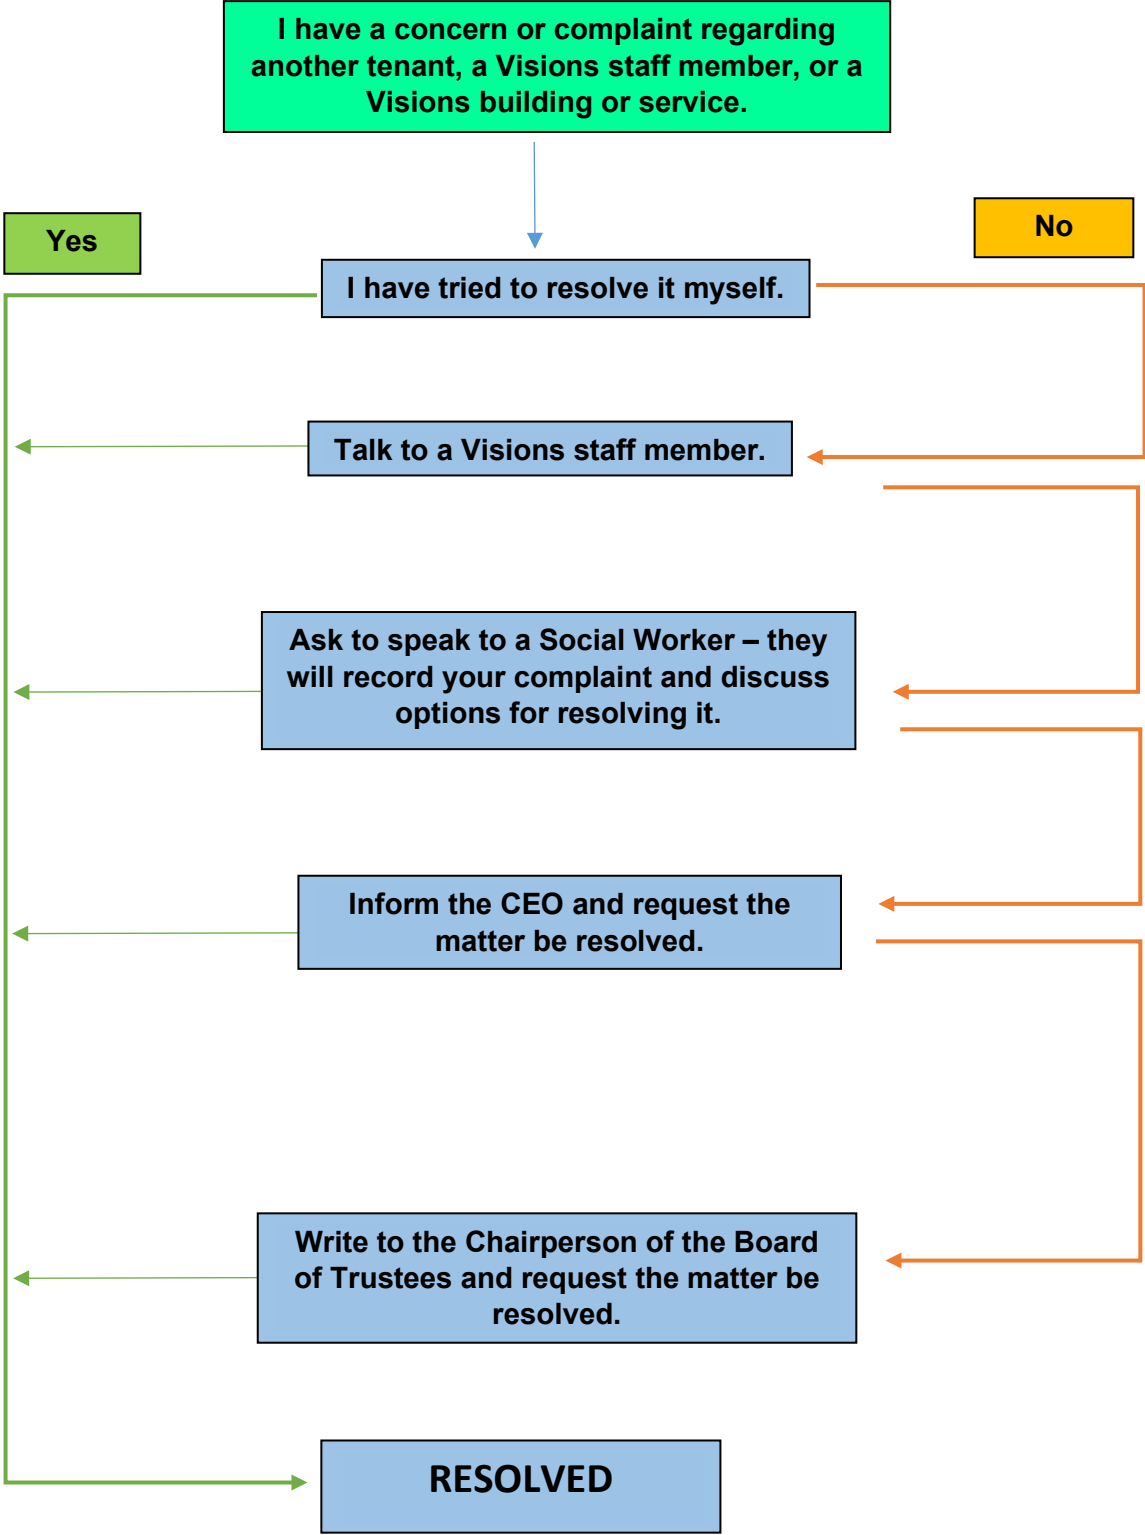 I have a concern or complaint regarding
another tenant, a Visions staff member, or a
Visions building or service.
Yes
No
I have tried to resolve it myself.
Talk to a Visions staff member.
Ask to speak to a Social Worker – they
will record your complaint and discuss
options for resolving it.
Inform the CEO and request the
matter be resolved.
Write to the Chairperson of the Board
of Trustees and request the matter be
resolved.
RESOLVED